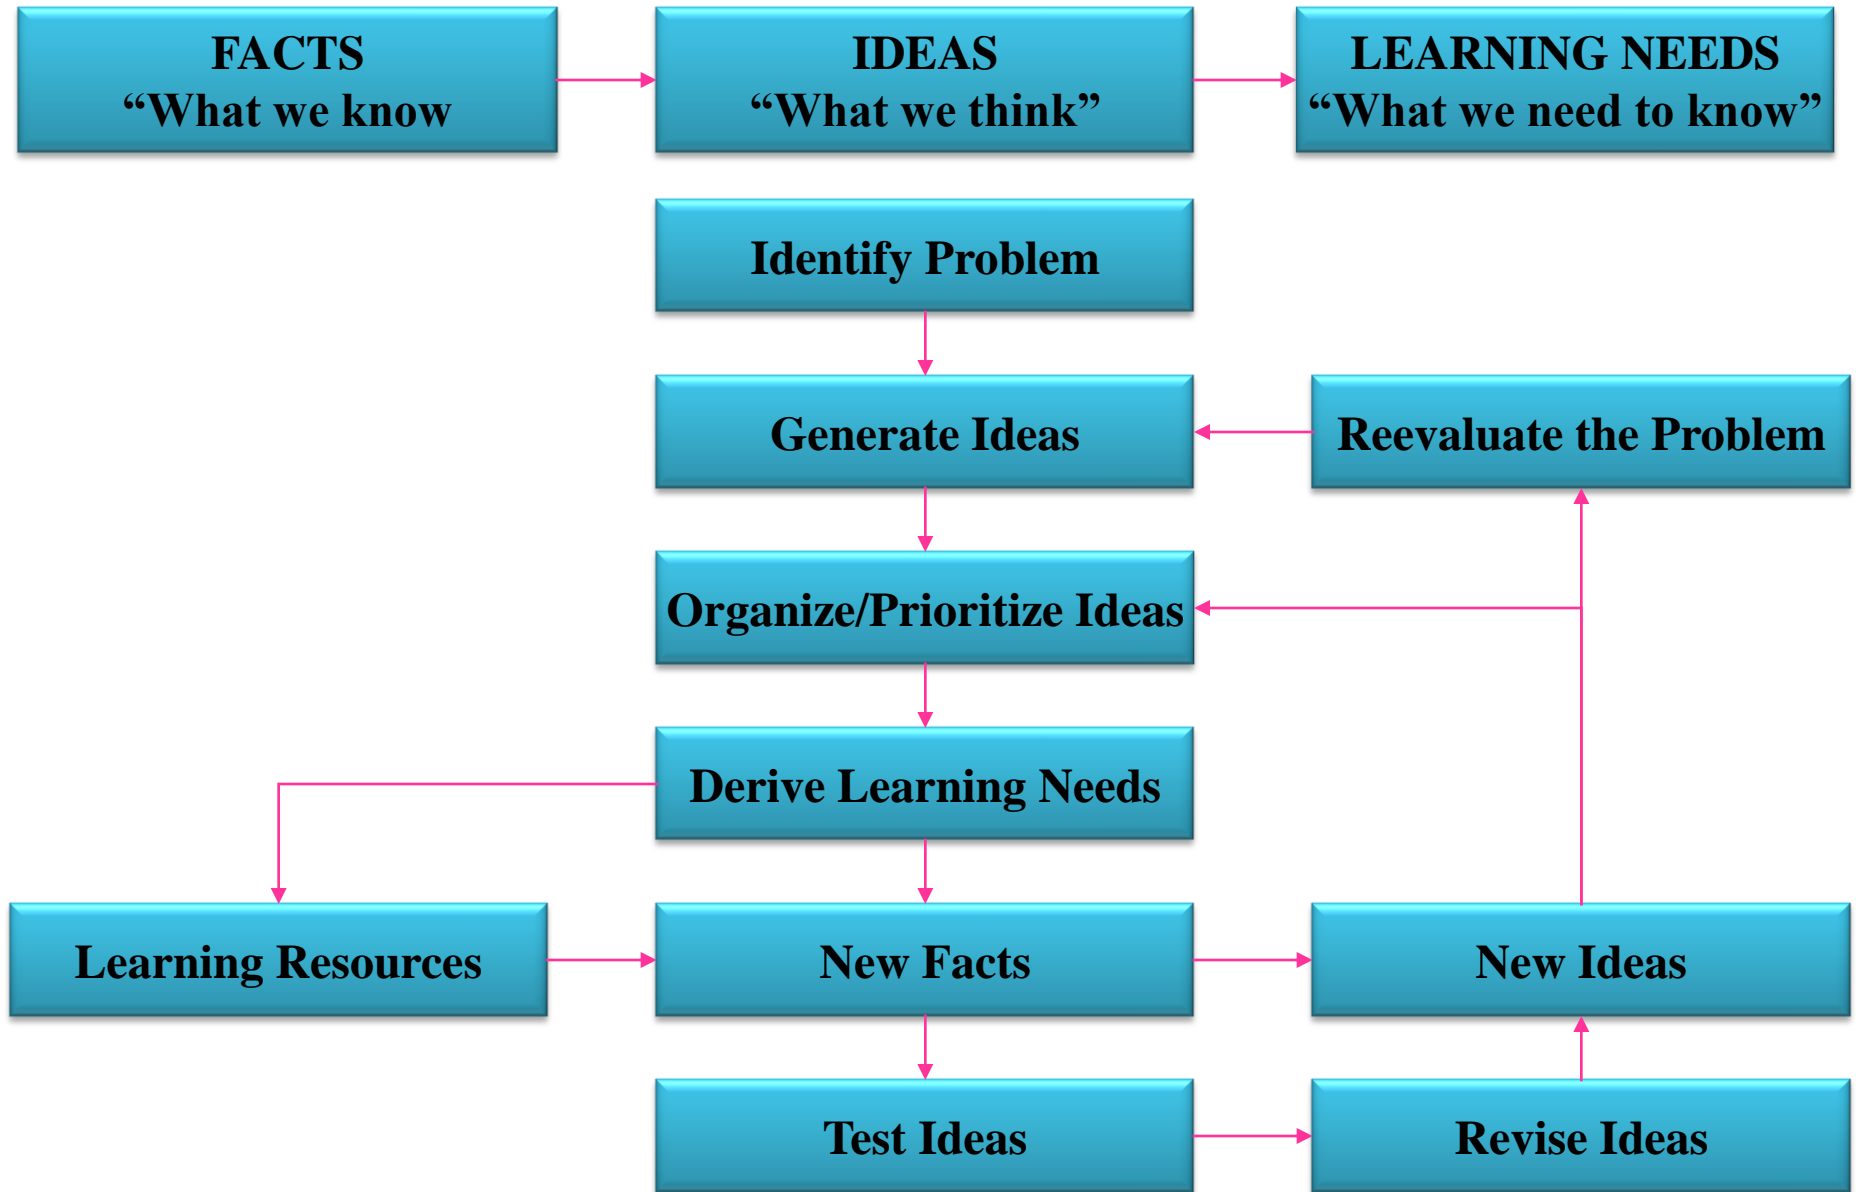 FACTS
“What we know
IDEAS
“What we think”
LEARNING NEEDS
“What we need to know”
Identify Problem
Generate Ideas
Reevaluate the Problem
Organize/Prioritize Ideas
Derive Learning Needs
Learning Resources
New Facts
New Ideas
Test Ideas
Revise Ideas